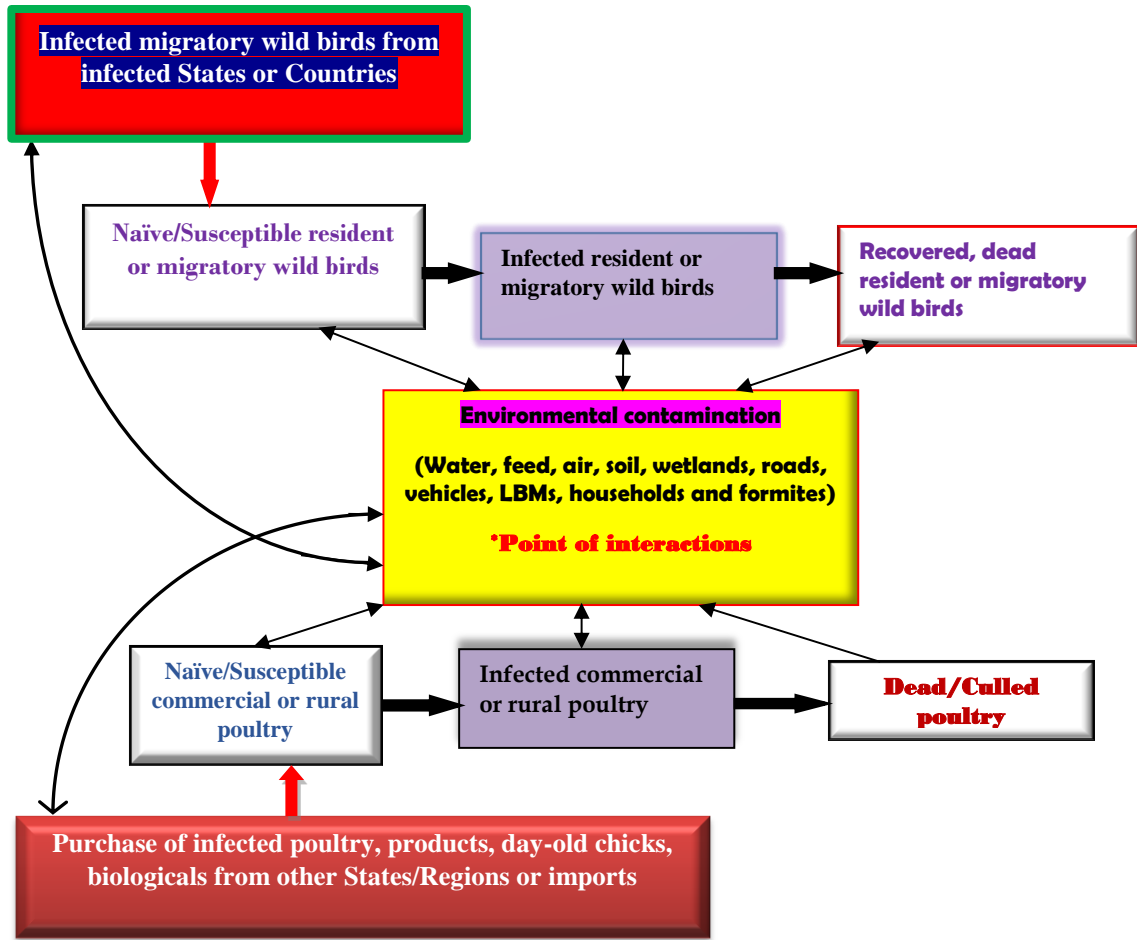 Infected migratory wild birds from
infected States or Countries
Naïve/Susceptible resident
or migratory wild birds
Infected resident or
migratory wild birds
Recovered, dead
resident or migratory
wild birds
Environmental contamination
(Water, feed, air, soil, wetlands, roads,
vehicles, LBMs, households and formites)
*Point of interactions
Naïve/Susceptible
commercial or rural
poultry
Infected commercial
or rural poultry
Dead/Culled
poultry
Purchase of infected poultry, products, day-old chicks,
biologicals from other States/Regions or imports